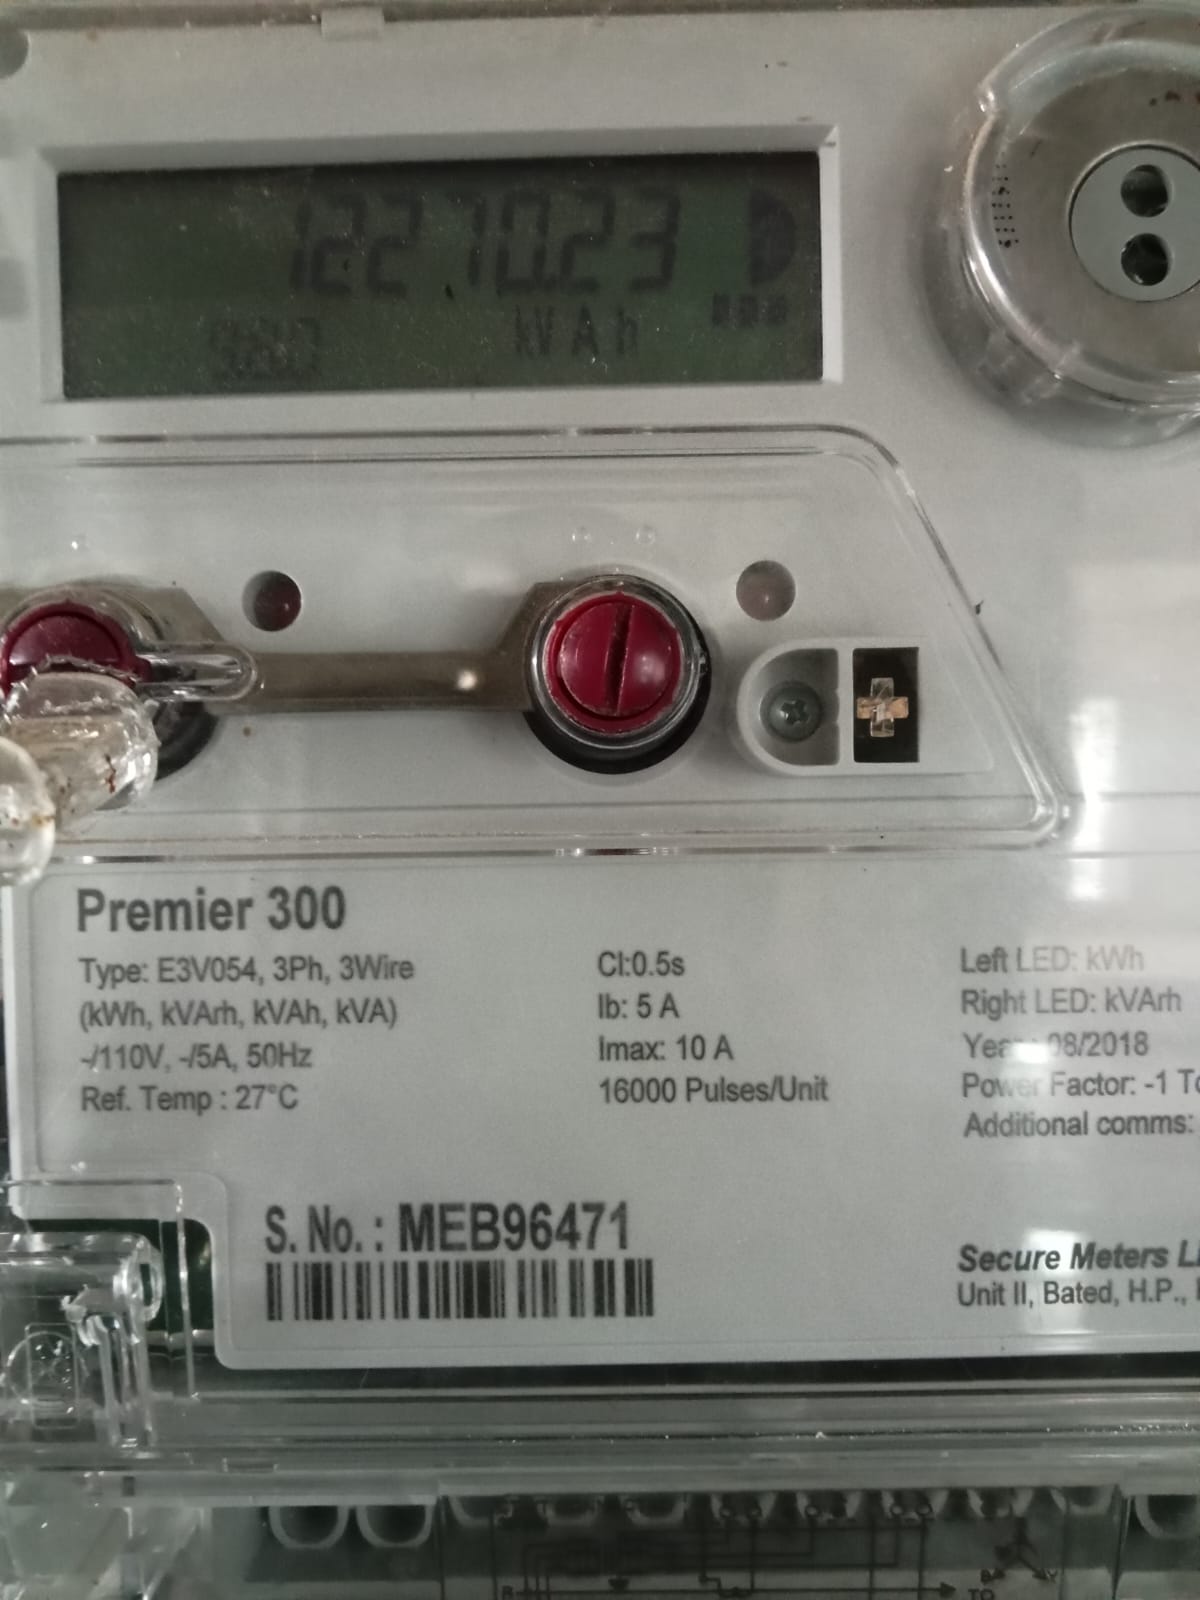 12270.23
kVAh
Premier 300
Type: E3V054, 3Ph, 3Wire
(kWh, kVArh, kVAh, kVA)
-/110V, -/5A, 50Hz
Ref. Temp : 27°C
Cl:0.5s
Ib: 5 A
Imax: 10 A
16000 Pulses/Unit
Left LED: kWh
Right LED: kVArh
08/2018
Power Factor: -1
Additional comms:
S. No. : MEB96471
Secure Meters
Unit II, Bated, H.P.,
TO